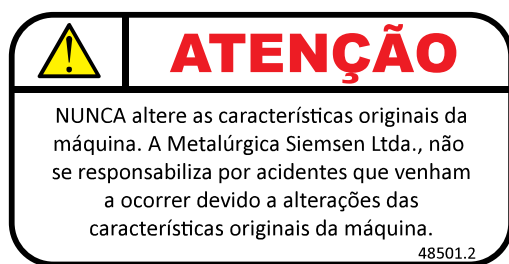 ATENÇÃO
NUNCA altere as características originais da
máquina. A Metalúrgica Siemsen Ltda., não
se responsabiliza por acidentes que venham
a ocorrer devido a alterações das
características originais da máquina.
48501.2